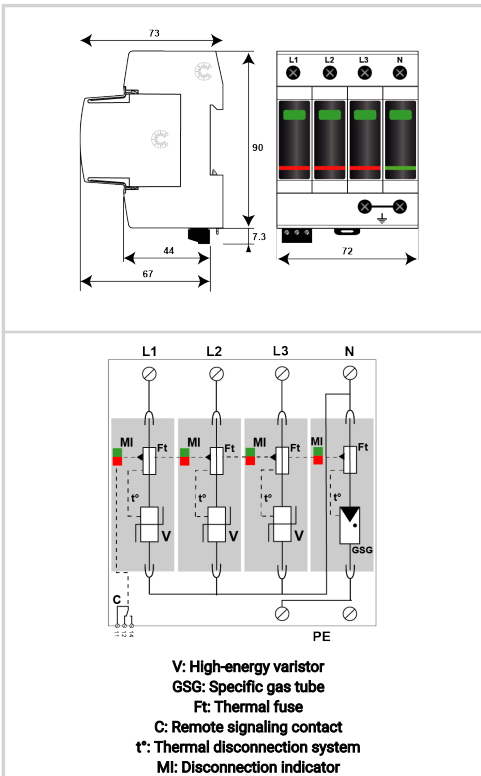 73
L1 L2 L3 N
90
7.3
44
67
72
L1 L2 L3 N
MI Ft MI Ft MI Ft MI Ft
t° t° t° t°
V V V GSG
C
11 12 14
PE
V: High-energy varistor
GSG: Specific gas tube
Ft: Thermal fuse
C: Remote signaling contact
t°: Thermal disconnection system
MI: Disconnection indicator